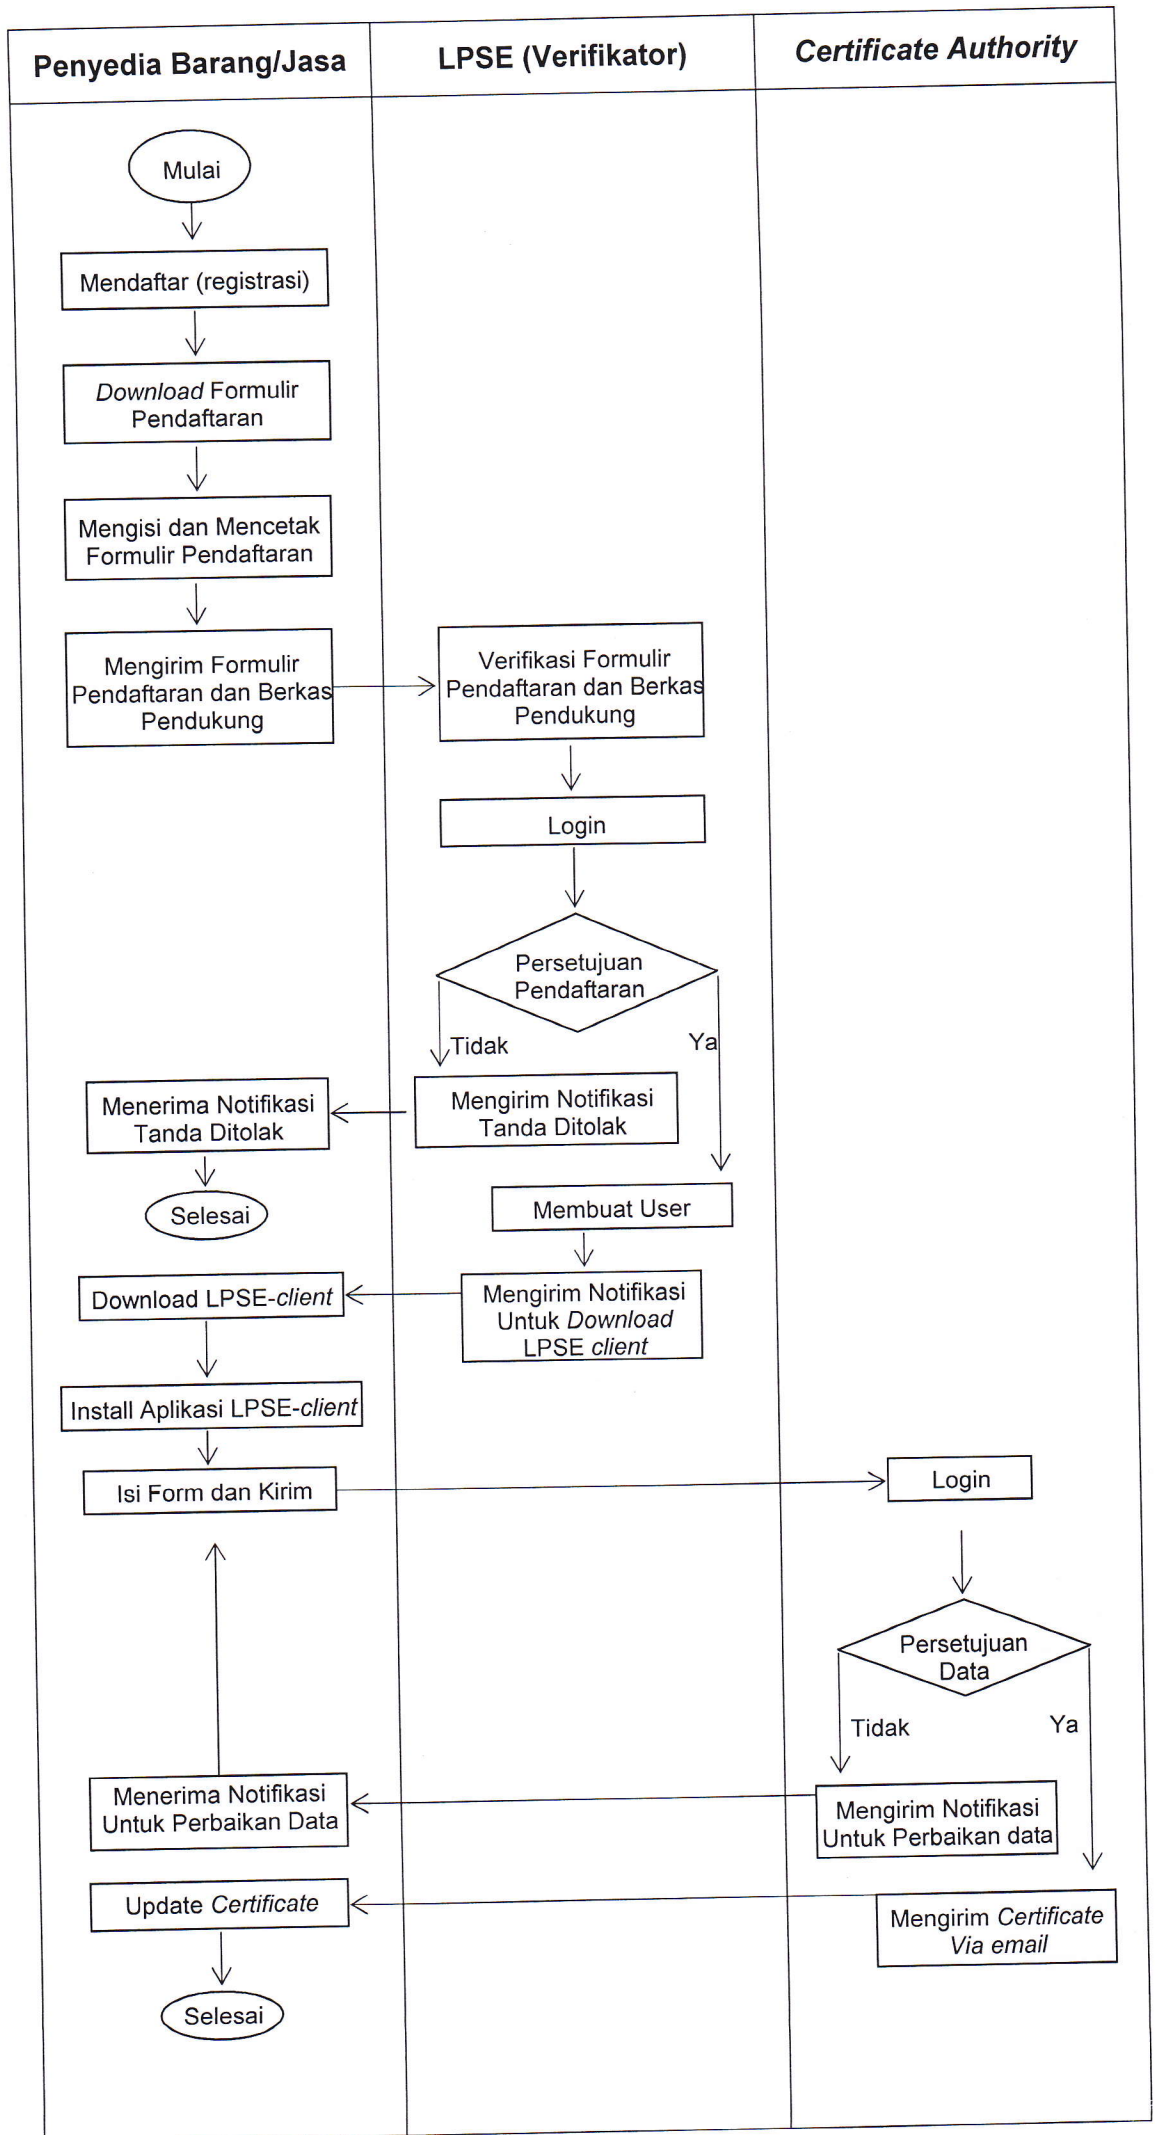 Penyedia Barang/Jasa
LPSE (Verifikator)
Certificate Authority
Mulai
Mendaftar (registrasi)
Download Formulir
Pendaftaran
Mengisi dan Mencetak
Formulir Pendaftaran
Mengirim Formulir
Pendaftaran dan Berkas
Pendukung
Verifikasi Formulir
Pendaftaran dan Berkas
Pendukung
Login
Persetujuan
Pendaftaran
Tidak
Ya
Menerima Notifikasi
Tanda Ditolak
Mengirim Notifikasi
Tanda Ditolak
Selesai
Membuat User
Download LPSE-client
Mengirim Notifikasi
Untuk Download
LPSE client
Install Aplikasi LPSE-client
Isi Form dan Kirim
Login
Persetujuan
Data
Tidak
Ya
Menerima Notifikasi
Untuk Perbaikan Data
Mengirim Notifikasi
Untuk Perbaikan data
Update Certificate
Mengirim Certificate
Via email
Selesai